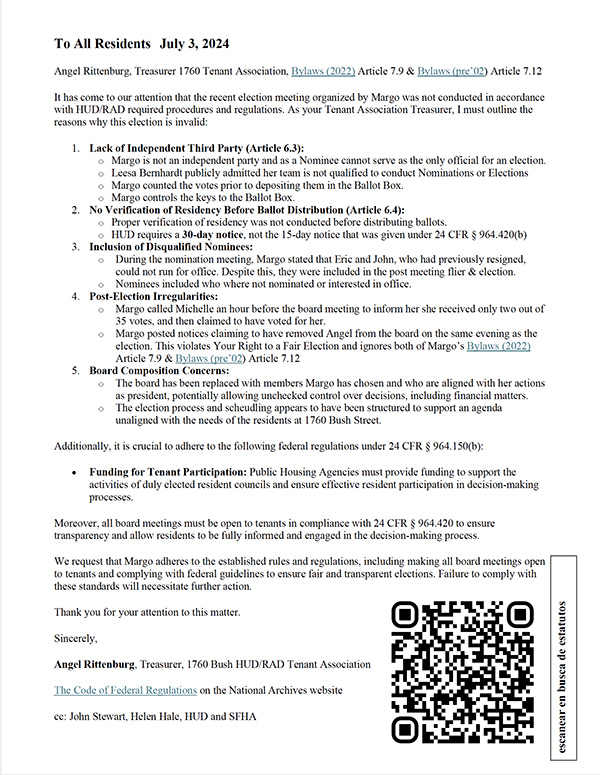 To All Residents July 3, 2024
Angel Rittenburg, Treasurer 1760 Tenant Association, Bylaws (2022) Article 7.9 & Bylaws (pre'02) Article 7.12
It has come to our attention that the recent election meeting organized by Margo was not conducted in accordance
with HUD/RAD required procedures and regulations. As your Tenant Association Treasurer, I must outline the
reasons why this election is invalid:
1. Lack of Independent Third Party (Article 6.3):
o Margo is not an independent party and as a Nominee cannot serve as the only official for an election.
o Leesa Bernhardt publicly admitted her team is not qualified to conduct Nominations or Elections
o Margo counted the votes prior to depositing them in the Ballot Box.
o Margo controls the keys to the Ballot Box.
2. No Verification of Residency Before Ballot Distribution (Article 6.4):
o Proper verification of residency was not conducted before distributing ballots.
o HUD requires a 30-day notice, not the 15-day notice that was given under 24 CFR § 964.420(b)
3. Inclusion of Disqualified Nominees:
o During the nomination meeting, Margo stated that Eric and John, who had previously resigned,
could not run for office. Despite this, they were included in the post meeting flier & election.
o Nominees included who where not nominated or interested in office.
4. Post-Election Irregularities:
o Margo called Michelle an hour before the board meeting to inform her she received only two out of
35 votes, and then claimed to have voted for her.
o Margo posted notices claiming to have removed Angel from the board on the same evening as the
election. This violates Your Right to a Fair Election and ignores both of Margo's Bylaws (2022)
Article 7.9 & Bylaws (pre'02) Article 7.12
5. Board Composition Concerns:
o The board has been replaced with members Margo has chosen and who are aligned with her actions
as president, potentially allowing unchecked control over decisions, including financial matters.
o The election process and scheudling appears to have been structured to support an agenda
unaligned with the needs of the residents at 1760 Bush Street.
Additionally, it is crucial to adhere to the following federal regulations under 24 CFR § 964.150(b):
• Funding for Tenant Participation: Public Housing Agencies must provide funding to support the
activities of duly elected resident councils and ensure effective resident participation in decision-making
processes.
Moreover, all board meetings must be open to tenants in compliance with 24 CFR § 964.420 to ensure
transparency and allow residents to be fully informed and engaged in the decision-making process.
We request that Margo adheres to the established rules and regulations, including making all board meetings open
to tenants and complying with federal guidelines to ensure fair and transparent elections. Failure to comply with
these standards will necessitate further action.
Thank you for your attention to this matter.
Sincerely,
Angel Rittenburg, Treasurer, 1760 Bush HUD/RAD Tenant Association
The Code of Federal Regulations on the National Archives website
cc: John Stewart, Helen Hale, HUD and SFHA
escanear en busca de estatutos